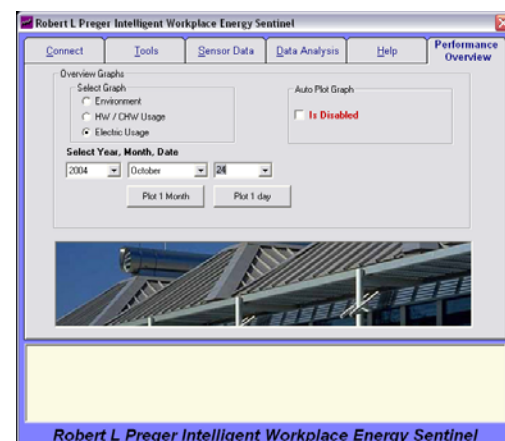 Robert L Preger Intelligent Workplace Energy Sentinel
Connect Tools Sensor Data Data Analysis Help Performance Overview
Overview Graphs
Select Graph
Environment
HW / CHW Usage
Electric Usage
Auto Plot Graph
Is Disabled
Select Year, Month, Date
2004 October 24
Plot 1 Month Plot 1 day
Robert L Preger Intelligent Workplace Energy Sentinel